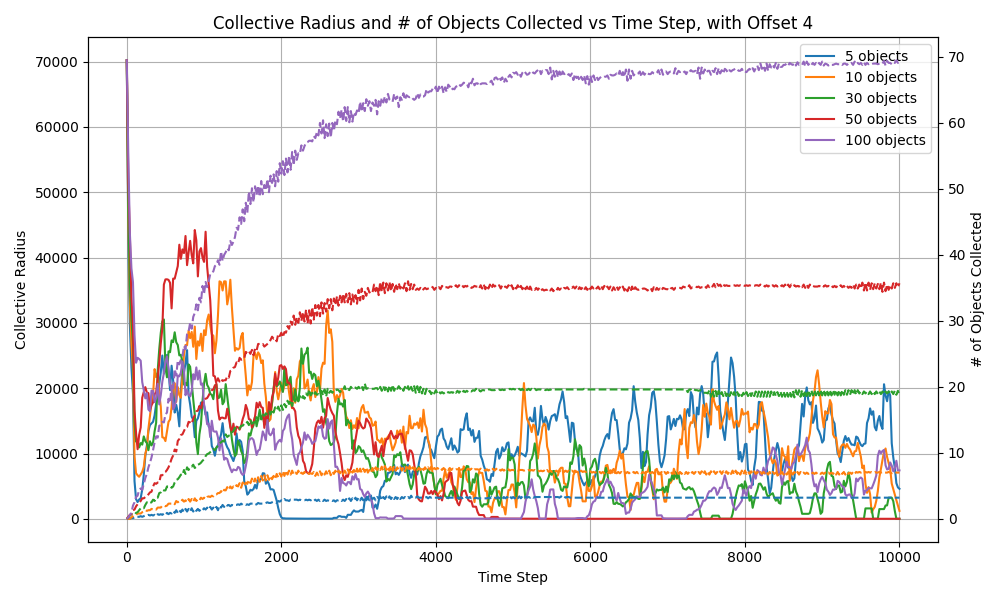 Collective Radius and # of Objects Collected vs Time Step, with Offset 4
70000
60000
50000
40000
30000
20000
10000
0
Collective Radius
0
2000
4000
6000
8000
10000
Time Step
70
60
50
40
30
20
10
0
# of Objects Collected
5 objects
10 objects
30 objects
50 objects
100 objects